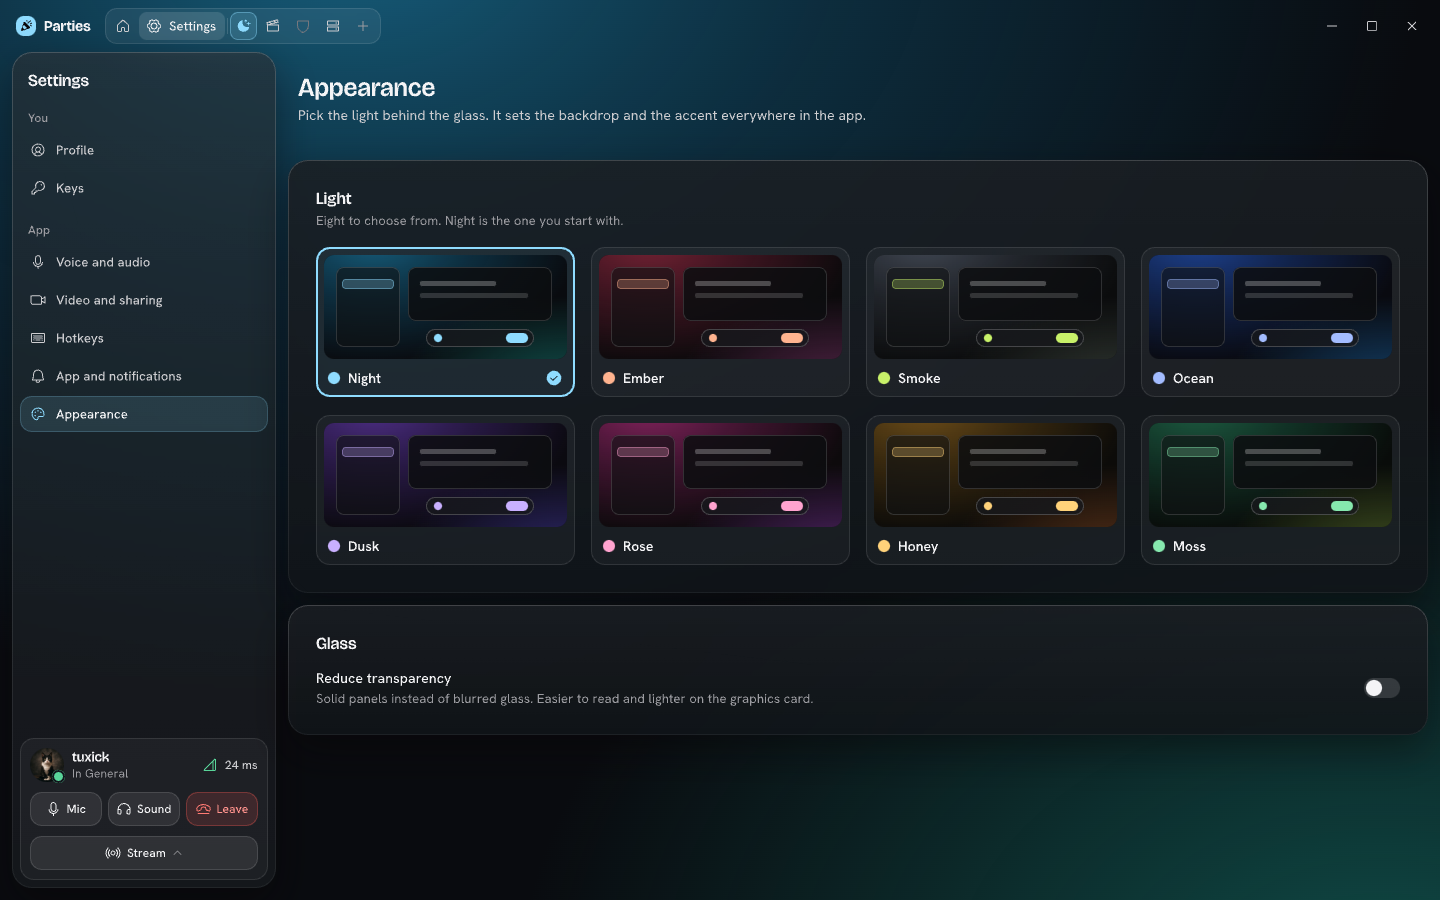 Parties
Settings
Settings
You
Profile
Keys
App
Voice and audio
Video and sharing
Hotkeys
App and notifications
Appearance
tuxick
In General
24 ms
Mic
Sound
Leave
Stream
Appearance
Pick the light behind the glass. It sets the backdrop and the accent everywhere in the app.
Light
Eight to choose from. Night is the one you start with.
Night
Ember
Smoke
Ocean
Dusk
Rose
Honey
Moss
Glass
Reduce transparency
Solid panels instead of blurred glass. Easier to read and lighter on the graphics card.